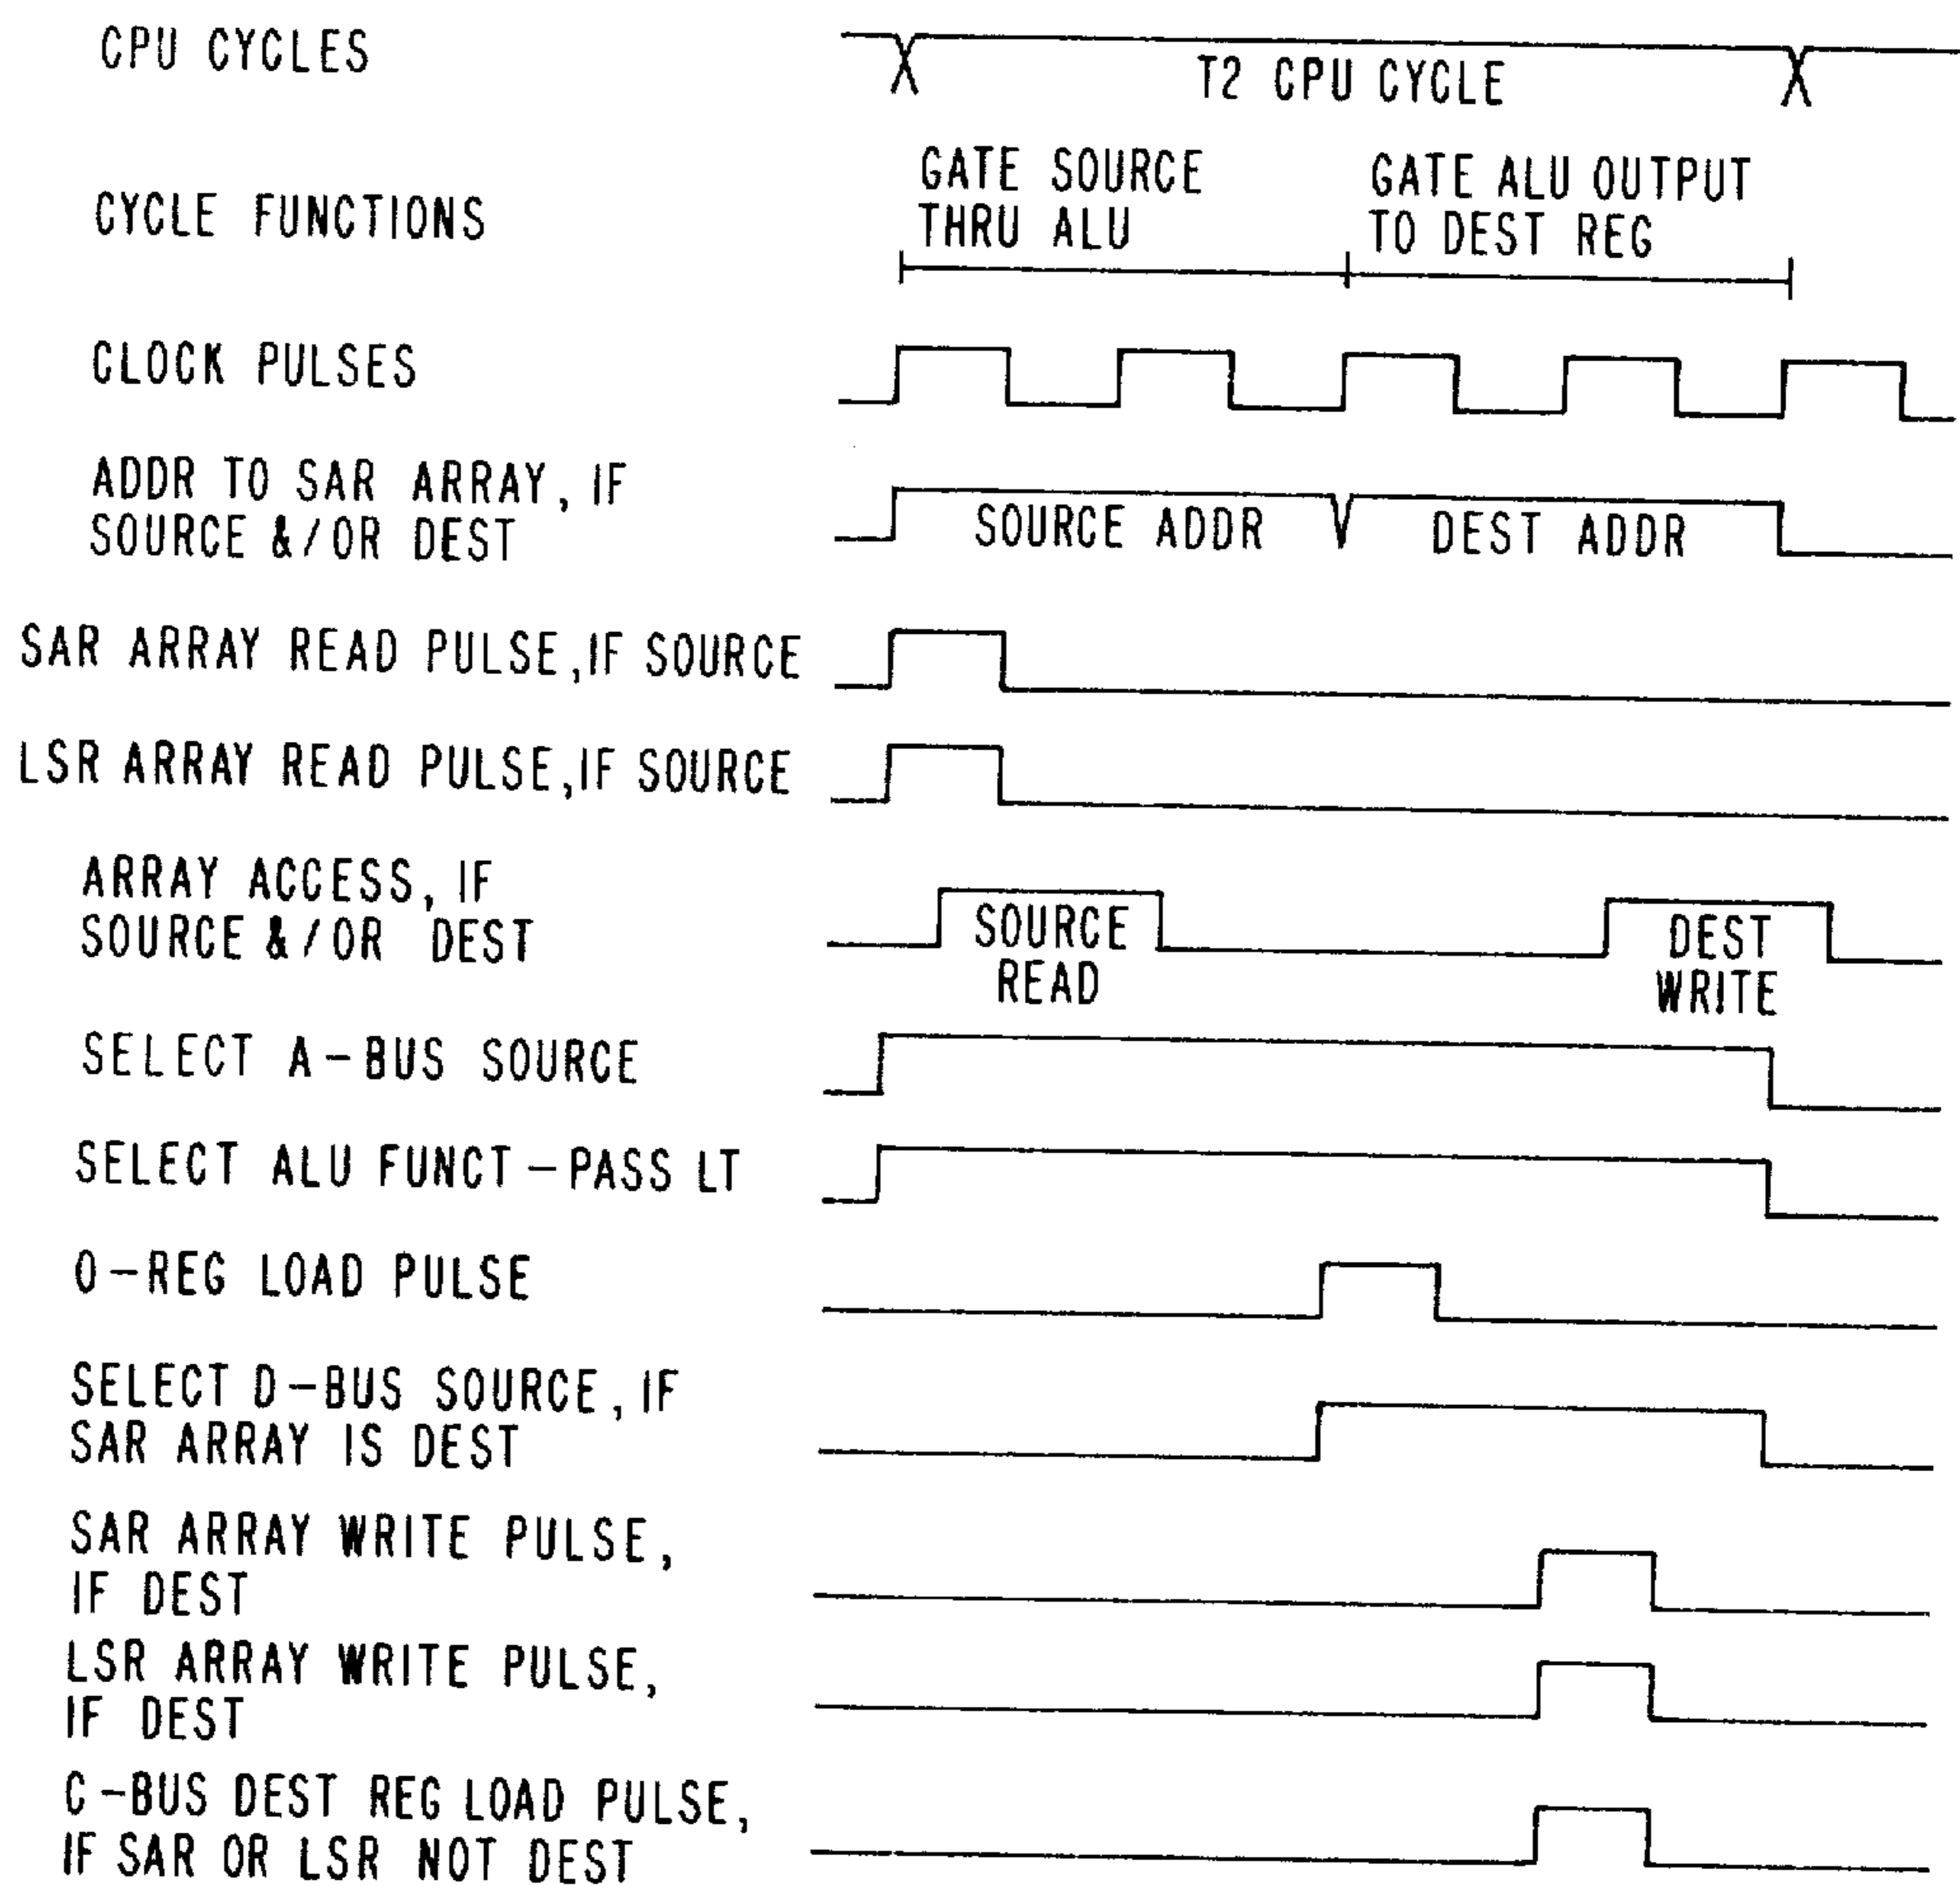 CPU CYCLES
T2 CPU CYCLE
CYCLE FUNCTIONS
GATE SOURCE
THRU ALU
GATE ALU OUTPUT
TO DEST REG
CLOCK PULSES
ADDR TO SAR ARRAY, IF
SOURCE &/OR DEST
SOURCE ADDR
DEST ADDR
SAR ARRAY READ PULSE, IF SOURCE
LSR ARRAY READ PULSE, IF SOURCE
ARRAY ACCESS, IF
SOURCE &/OR DEST
SOURCE
READ
DEST
WRITE
SELECT A-BUS SOURCE
SELECT ALU FUNCT-PASS LT
O-REG LOAD PULSE
SELECT D-BUS SOURCE, IF
SAR ARRAY IS DEST
SAR ARRAY WRITE PULSE,
IF DEST
LSR ARRAY WRITE PULSE,
IF DEST
C-BUS DEST REG LOAD PULSE,
IF SAR OR LSR NOT DEST